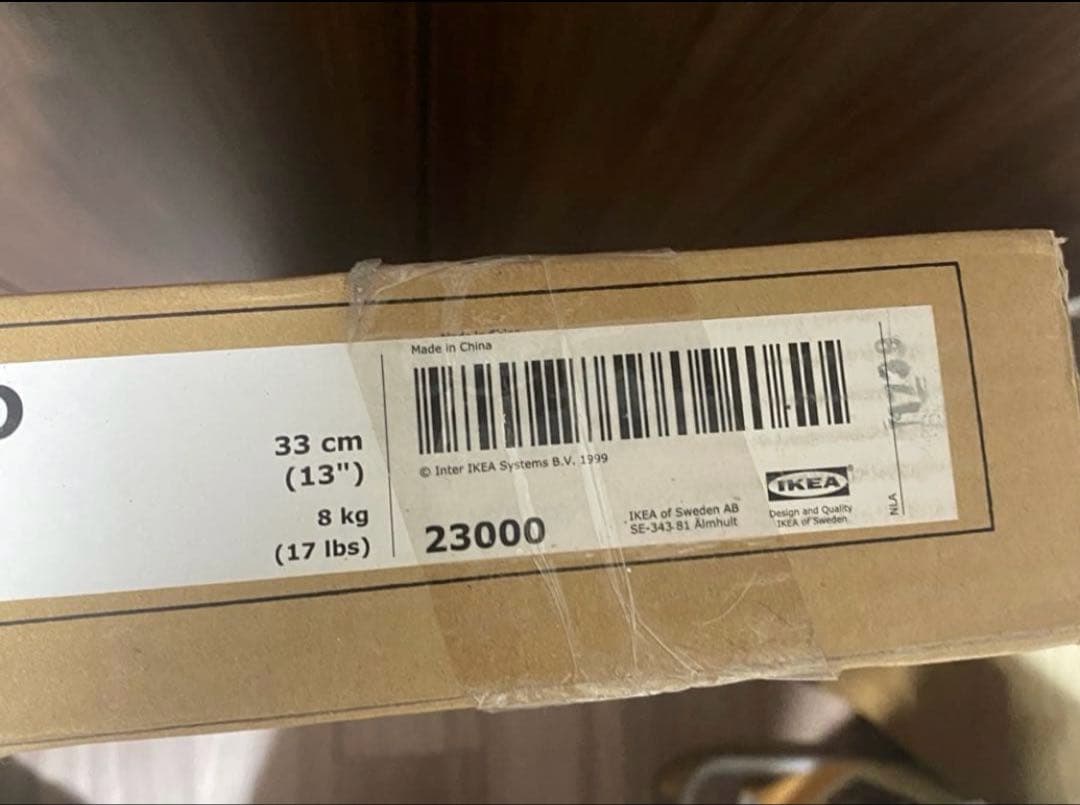 33 cm
(13")
8 kg
(17 lbs)
Made in China
© Inter IKEA Systems B.V. 1999
23000
IKEA of Sweden AB
SE-343 81 Älmhult
IKEA®
Design and Quality
IKEA of Sweden
NLA